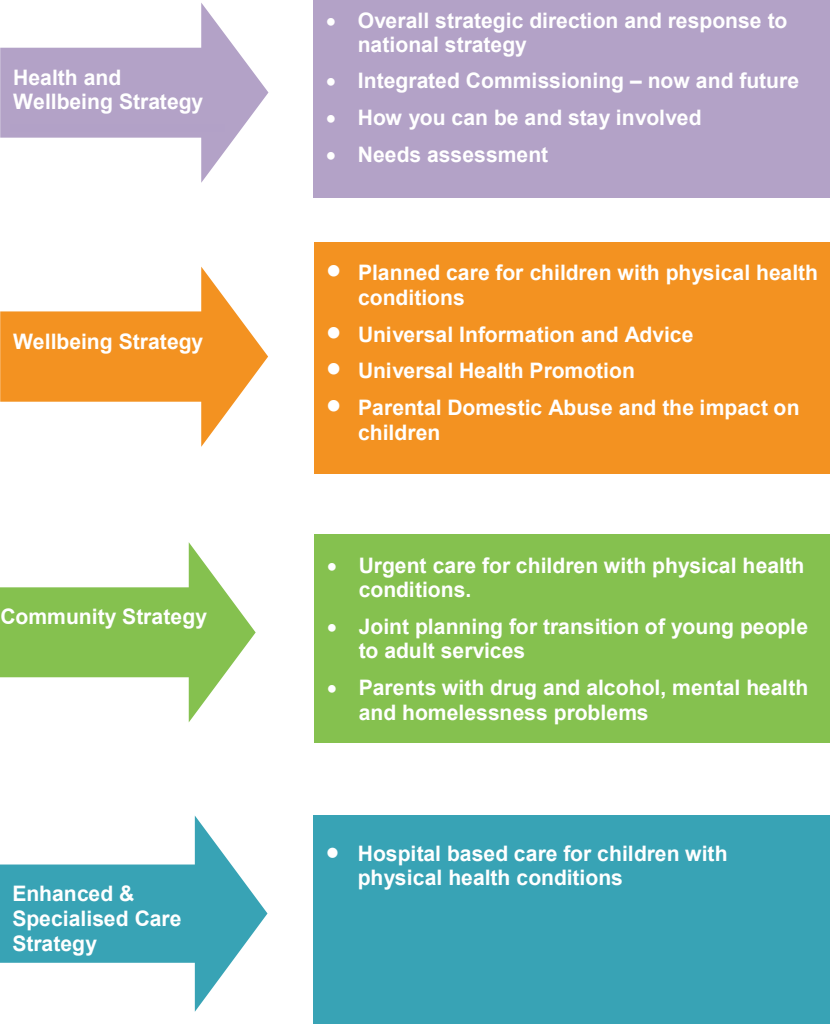 Health and
Wellbeing Strategy
• Overall strategic direction and response to
national strategy
• Integrated Commissioning – now and future
• How you can be and stay involved
• Needs assessment
Wellbeing Strategy
• Planned care for children with physical health
conditions
• Universal Information and Advice
• Universal Health Promotion
• Parental Domestic Abuse and the impact on
children
Community Strategy
• Urgent care for children with physical health
conditions.
• Joint planning for transition of young people
to adult services
• Parents with drug and alcohol, mental health
and homelessness problems
Enhanced &
Specialised Care
Strategy
• Hospital based care for children with
physical health conditions